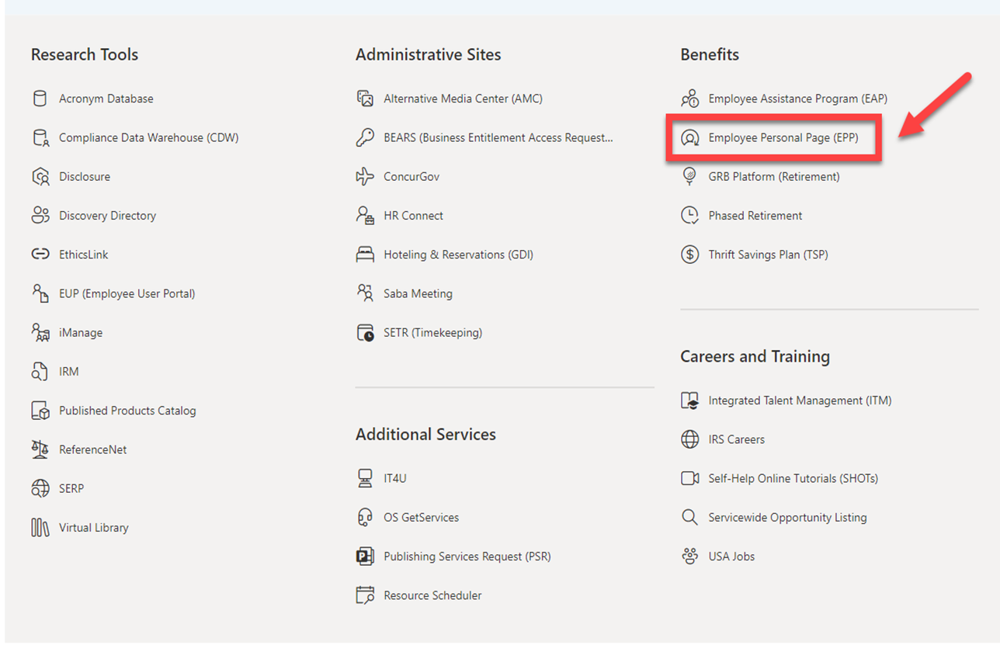 Research Tools
Acronym Database
Compliance Data Warehouse (CDW)
Disclosure
Discovery Directory
EthicsLink
EUP (Employee User Portal)
iManage
IRM
Published Products Catalog
ReferenceNet
SERP
Virtual Library
Administrative Sites
Alternative Media Center (AMC)
BEARS (Business Entitlement Access Request...
ConcurGov
HR Connect
Hoteling & Reservations (GDI)
Saba Meeting
SETR (Timekeeping)
Additional Services
IT4U
OS GetServices
Publishing Services Request (PSR)
Resource Scheduler
Benefits
Employee Assistance Program (EAP)
Employee Personal Page (EPP)
GRB Platform (Retirement)
Phased Retirement
Thrift Savings Plan (TSP)
Careers and Training
Integrated Talent Management (ITM)
IRS Careers
Self-Help Online Tutorials (SHOTs)
Servicewide Opportunity Listing
USA Jobs